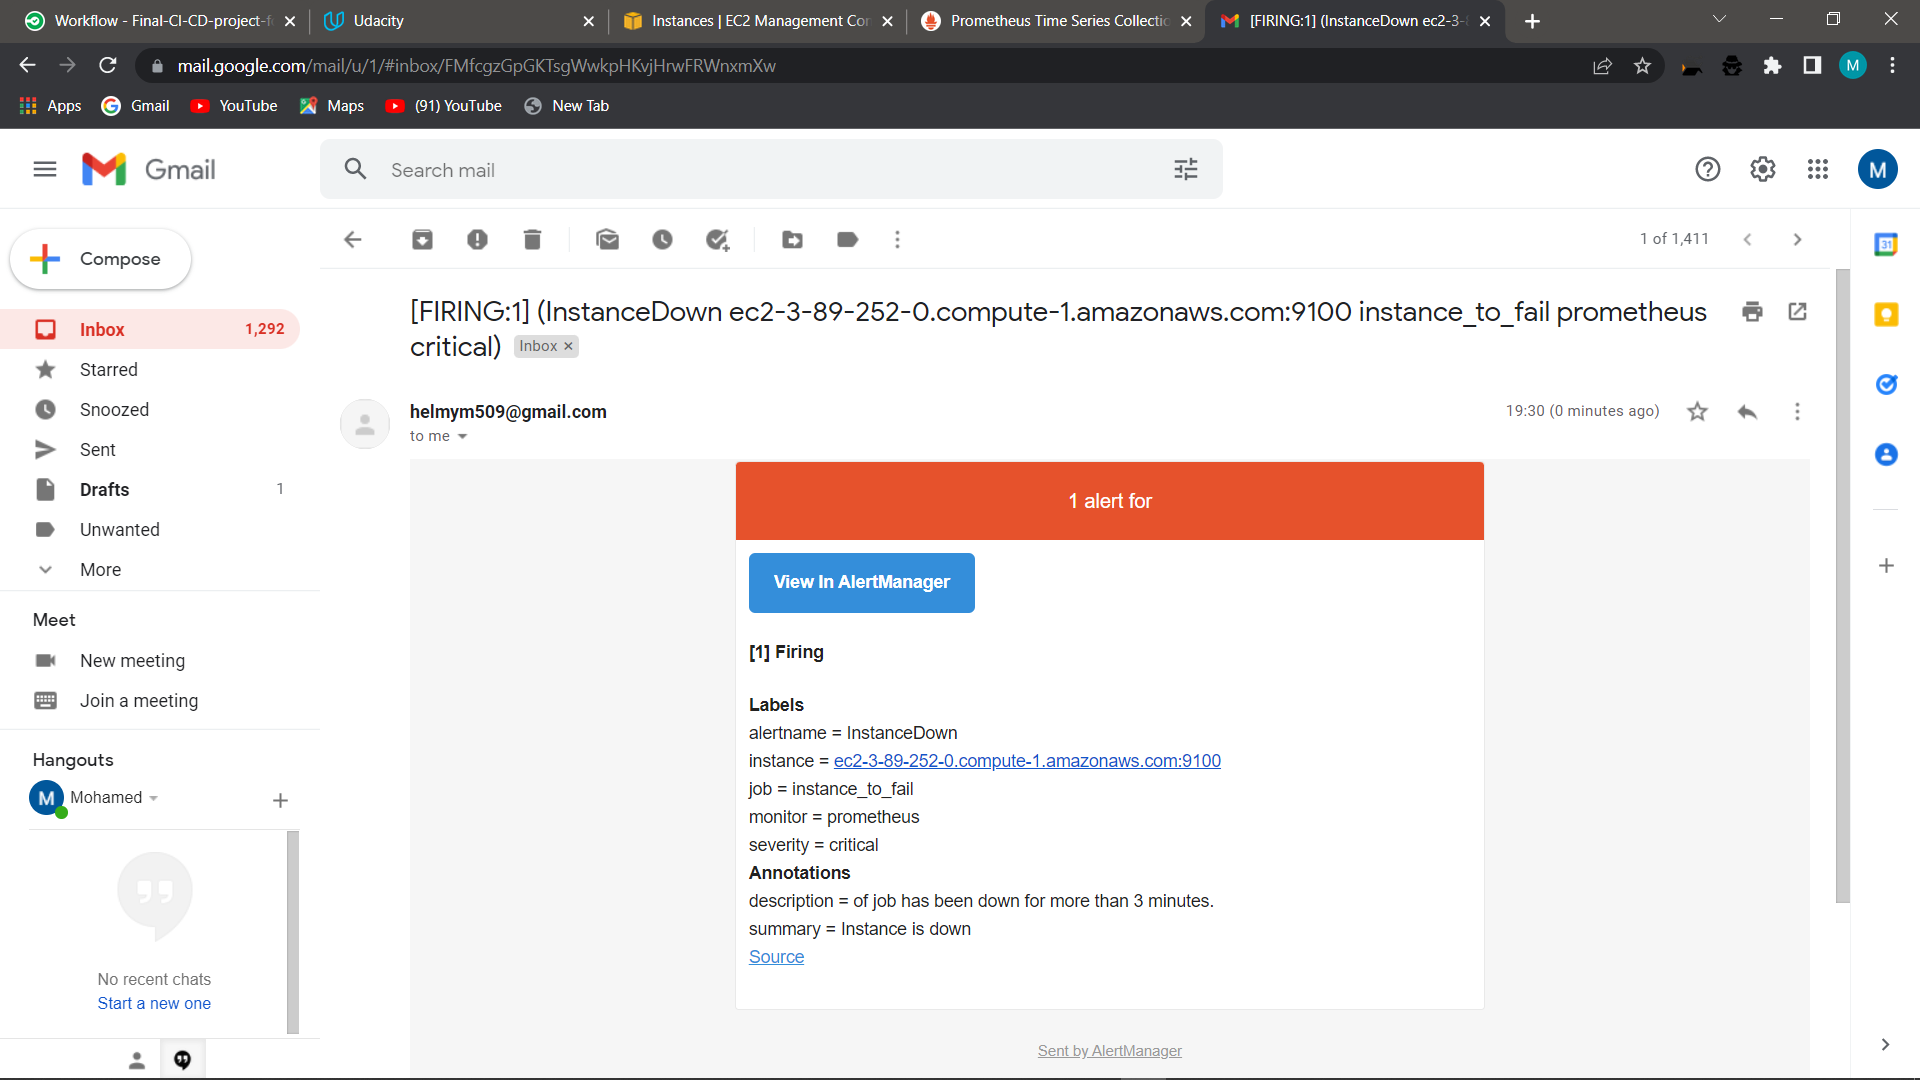 Workflow - Final-CI-CD-project-f
Udacity
Instances | EC2 Management Con
Prometheus Time Series Collectio
[FIRING:1] (InstanceDown ec2-3-8
mail.google.com/mail/u/1/#inbox/FMfcgzGpGKTsgWwkpHKvjHrwFRWnxmXw
M
Apps
Gmail
YouTube
Maps
(91) YouTube
New Tab
Gmail
Search mail
M
Compose
1 of 1,411
31
Inbox 1,292
Starred
Snoozed
Sent
Drafts 1
Unwanted
More
Meet
New meeting
Join a meeting
Hangouts
M Mohamed
No recent chats
Start a new one
[FIRING:1] (InstanceDown ec2-3-89-252-0.compute-1.amazonaws.com:9100 instance_to_fail prometheus
critical) Inbox
helmym509@gmail.com
19:30 (0 minutes ago)
to me
1 alert for
View In AlertManager
[1] Firing
Labels
alertname = InstanceDown
instance = ec2-3-89-252-0.compute-1.amazonaws.com:9100
job = instance_to_fail
monitor = prometheus
severity = critical
Annotations
description = of job has been down for more than 3 minutes.
summary = Instance is down
Source
Sent by AlertManager